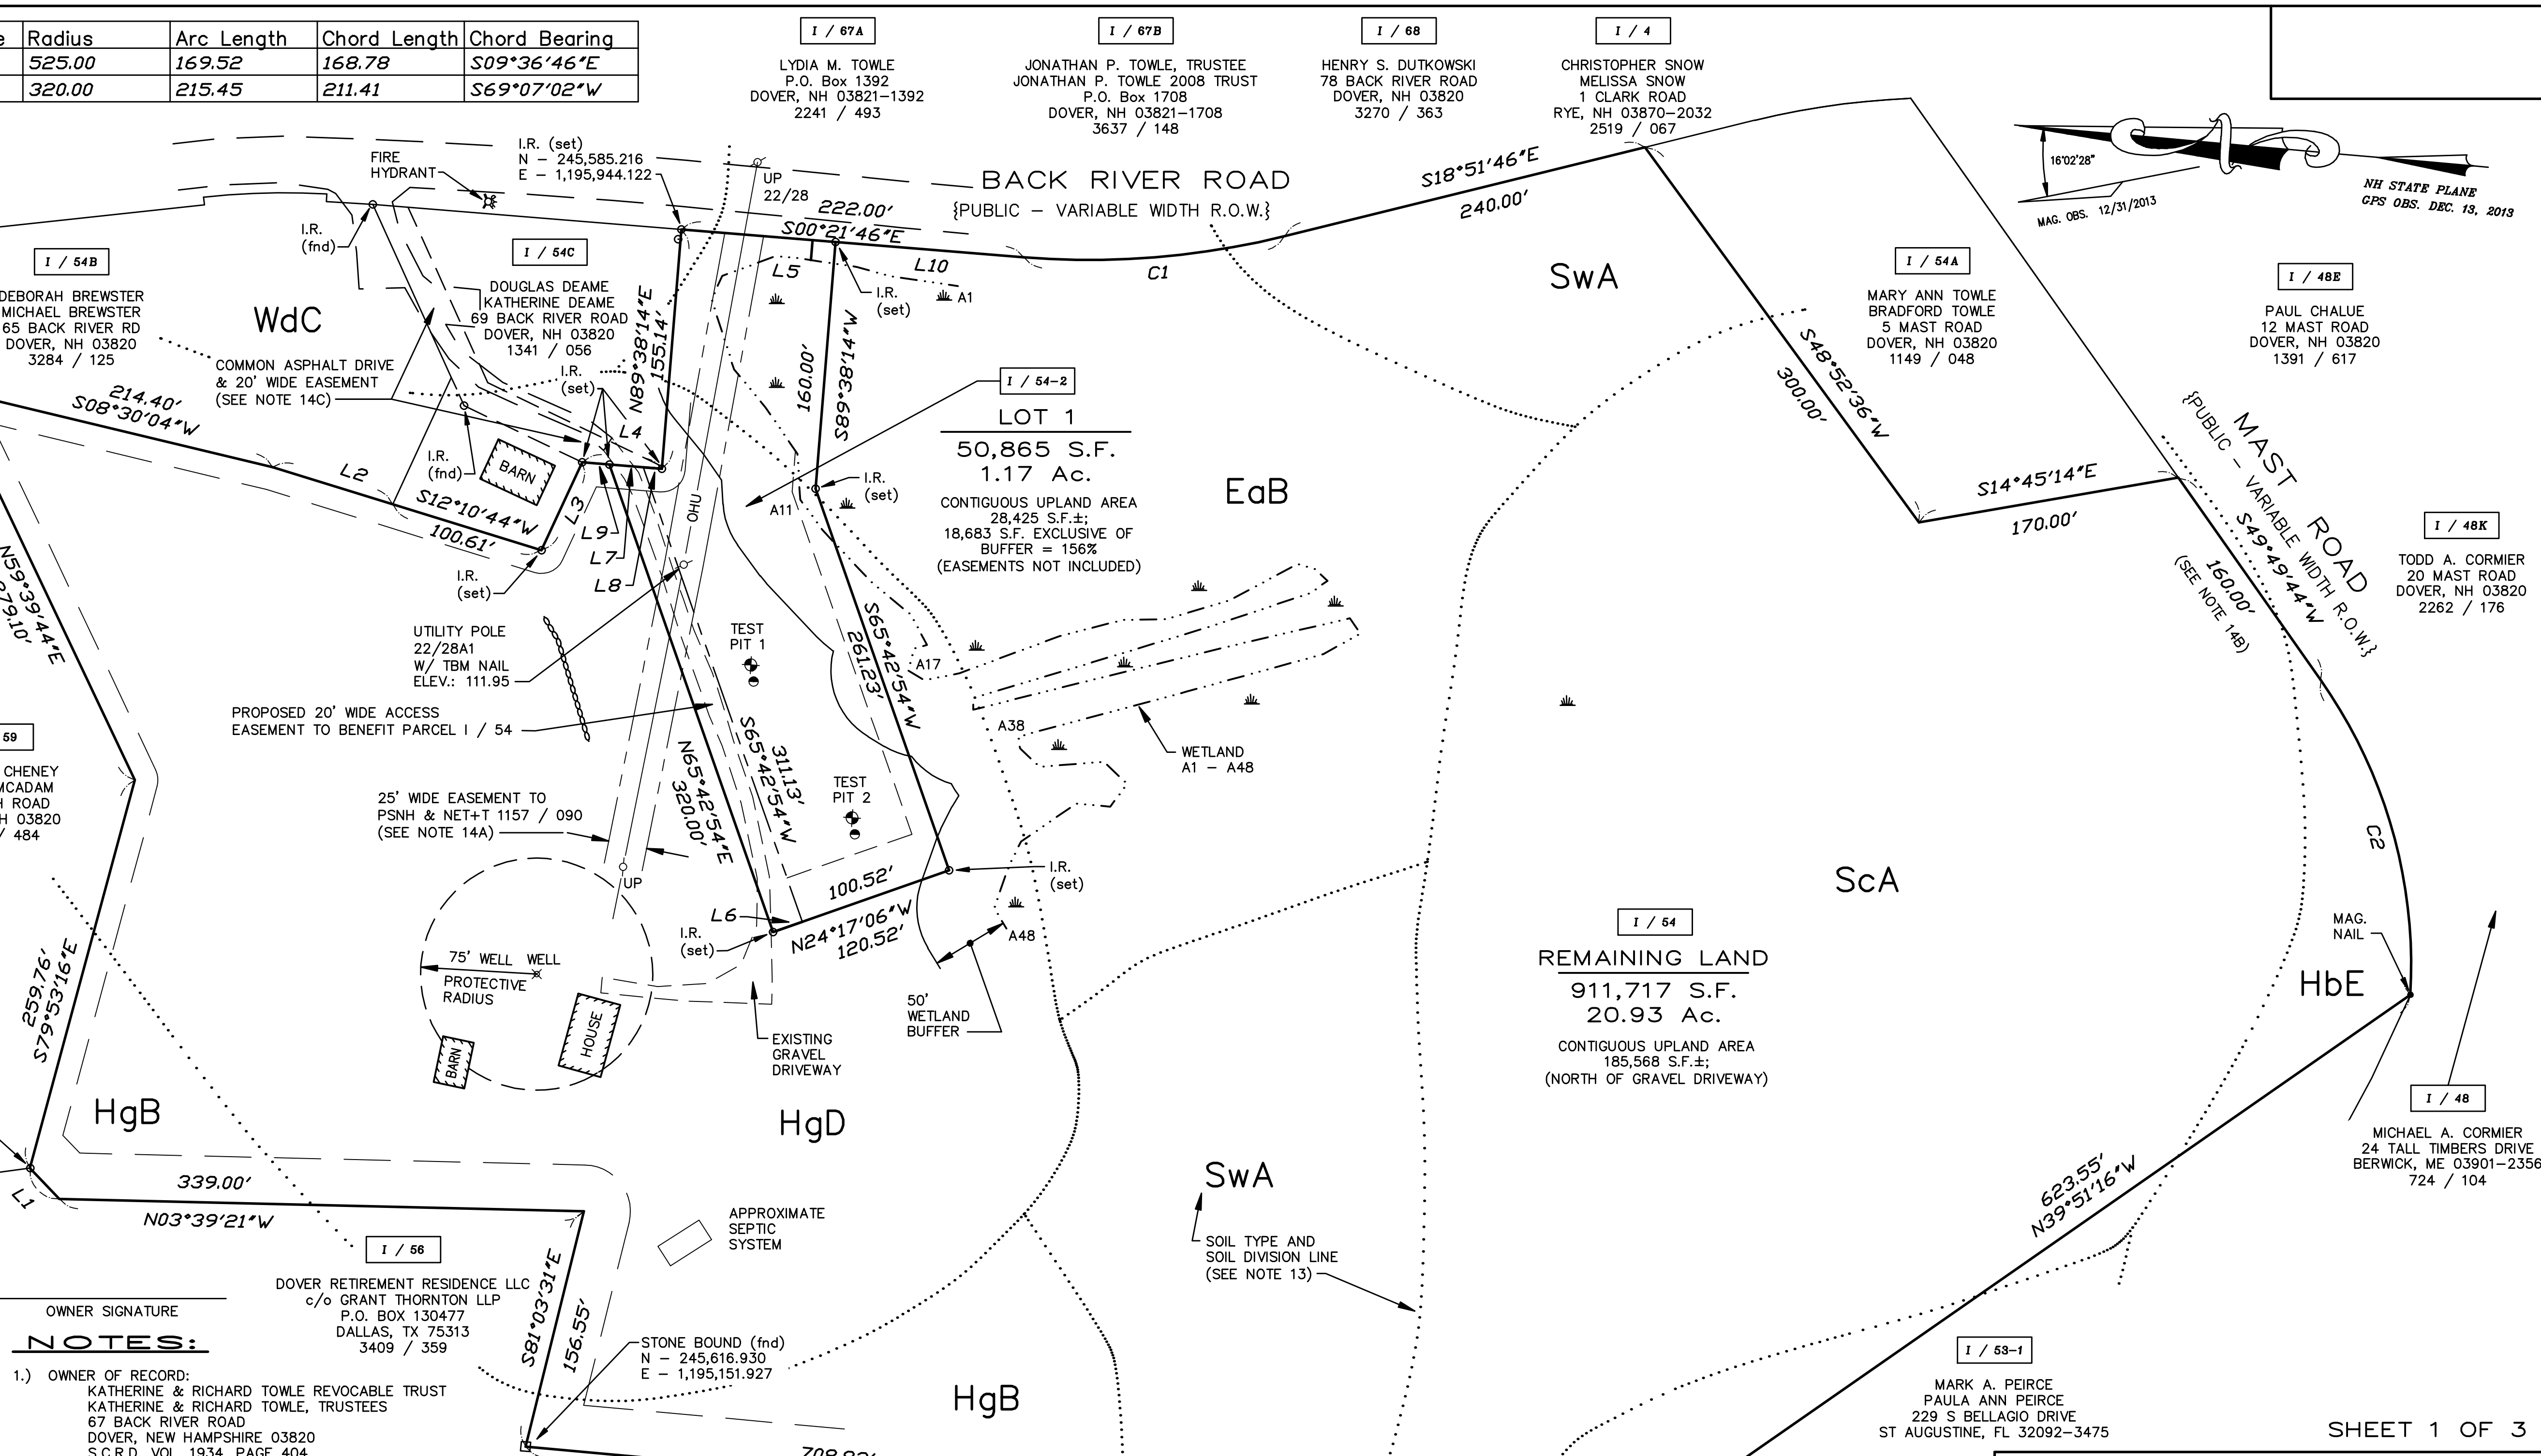 Radius Arc Length Chord Length Chord Bearing
525.00 169.52 168.78 S09°36'46"E
320.00 215.45 211.41 S69°07'02"W
I / 67A
LYDIA M. TOWLE
P.O. Box 1392
DOVER, NH 03821-1392
2241 / 493
I / 67B
JONATHAN P. TOWLE, TRUSTEE
JONATHAN P. TOWLE 2008 TRUST
P.O. Box 1708
DOVER, NH 03821-1708
3637 / 148
I / 68
HENRY S. DUTKOWSKI
78 BACK RIVER ROAD
DOVER, NH 03820
3270 / 363
I / 4
CHRISTOPHER SNOW
MELISSA SNOW
1 CLARK ROAD
RYE, NH 03870-2032
2519 / 067
16°02'28"
MAG. OBS. 12/31/2013
NH STATE PLANE
GPS OBS. DEC. 13, 2013
FIRE
HYDRANT
I.R. (set)
N - 245,585.216
E - 1,195,944.122
UP
22/28
BACK RIVER ROAD
{PUBLIC - VARIABLE WIDTH R.O.W.}
222.00'
S00°21'46"E
S18°51'46"E
240.00'
I.R.
(fnd)
L5
L10
C1
I.R.
(set)
A1
I / 54B
DEBORAH BREWSTER
MICHAEL BREWSTER
65 BACK RIVER RD
DOVER, NH 03820
3284 / 125
WdC
I / 54C
DOUGLAS DEAME
KATHERINE DEAME
69 BACK RIVER ROAD
DOVER, NH 03820
1341 / 056
N89°38'14"E
155.14'
160.00'
S89°38'14"W
SwA
I / 54A
MARY ANN TOWLE
BRADFORD TOWLE
5 MAST ROAD
DOVER, NH 03820
1149 / 048
I / 48E
PAUL CHALUE
12 MAST ROAD
DOVER, NH 03820
1391 / 617
COMMON ASPHALT DRIVE
& 20' WIDE EASEMENT
(SEE NOTE 14C)
I.R.
(set)
214.40'
S08°30'04"W
L2
I.R.
(fnd)
BARN
L4
L3
S12°10'44"W
100.61'
L9
L7
L8
I.R.
(set)
OHU
A11
I.R.
(set)
I / 54-2
LOT 1
50,865 S.F.
1.17 Ac.
CONTIGUOUS UPLAND AREA
28,425 S.F.±;
18,683 S.F. EXCLUSIVE OF
BUFFER = 156%
(EASEMENTS NOT INCLUDED)
EaB
S48°52'36"W
300.00'
S14°45'14"E
170.00'
MAST ROAD
{PUBLIC - VARIABLE WIDTH R.O.W.}
S49°49'44"W
160.00'
(SEE NOTE 14B)
I / 48K
TODD A. CORMIER
20 MAST ROAD
DOVER, NH 03820
2262 / 176
N59°39'44"E
279.10'
UTILITY POLE
22/28A1
W/ TBM NAIL
ELEV.: 111.95
TEST
PIT 1
S65°42'54"W
261.23'
A17
PROPOSED 20' WIDE ACCESS
EASEMENT TO BENEFIT PARCEL I / 54
A38
WETLAND
A1 - A48
59
CHENEY
MCADAM
ROAD
03820
/ 484
25' WIDE EASEMENT TO
PSNH & NET+T 1157 / 090
(SEE NOTE 14A)
N65°42'54"E
320.00'
S65°42'54"W
311.13'
TEST
PIT 2
C2
UP
100.52'
I.R.
(set)
L6
I.R.
(set)
N24°17'06"W
120.52'
A48
ScA
75' WELL WELL
PROTECTIVE
RADIUS
50'
WETLAND
BUFFER
I / 54
REMAINING LAND
911,717 S.F.
20.93 Ac.
CONTIGUOUS UPLAND AREA
185,568 S.F.±;
(NORTH OF GRAVEL DRIVEWAY)
MAG.
NAIL
HbE
259.76'
S79°53'16"E
HOUSE
BARN
EXISTING
GRAVEL
DRIVEWAY
HgB
HgD
I / 48
MICHAEL A. CORMIER
24 TALL TIMBERS DRIVE
BERWICK, ME 03901-2356
724 / 104
L1
339.00'
N03°39'21"W
SwA
SOIL TYPE AND
SOIL DIVISION LINE
(SEE NOTE 13)
623.55'
N39°51'16"W
APPROXIMATE
SEPTIC
SYSTEM
I / 56
DOVER RETIREMENT RESIDENCE LLC
c/o GRANT THORNTON LLP
P.O. BOX 130477
DALLAS, TX 75313
3409 / 359
S81°03'31"E
156.55'
STONE BOUND (fnd)
N - 245,616.930
E - 1,195,151.927
OWNER SIGNATURE
NOTES:
1.) OWNER OF RECORD:
KATHERINE & RICHARD TOWLE REVOCABLE TRUST
KATHERINE & RICHARD TOWLE, TRUSTEES
67 BACK RIVER ROAD
DOVER, NEW HAMPSHIRE 03820
S.C.R.D. VOL. 1934, PAGE 404
HgB
I / 53-1
MARK A. PEIRCE
PAULA ANN PEIRCE
229 S BELLAGIO DRIVE
ST AUGUSTINE, FL 32092-3475
SHEET 1 OF 3